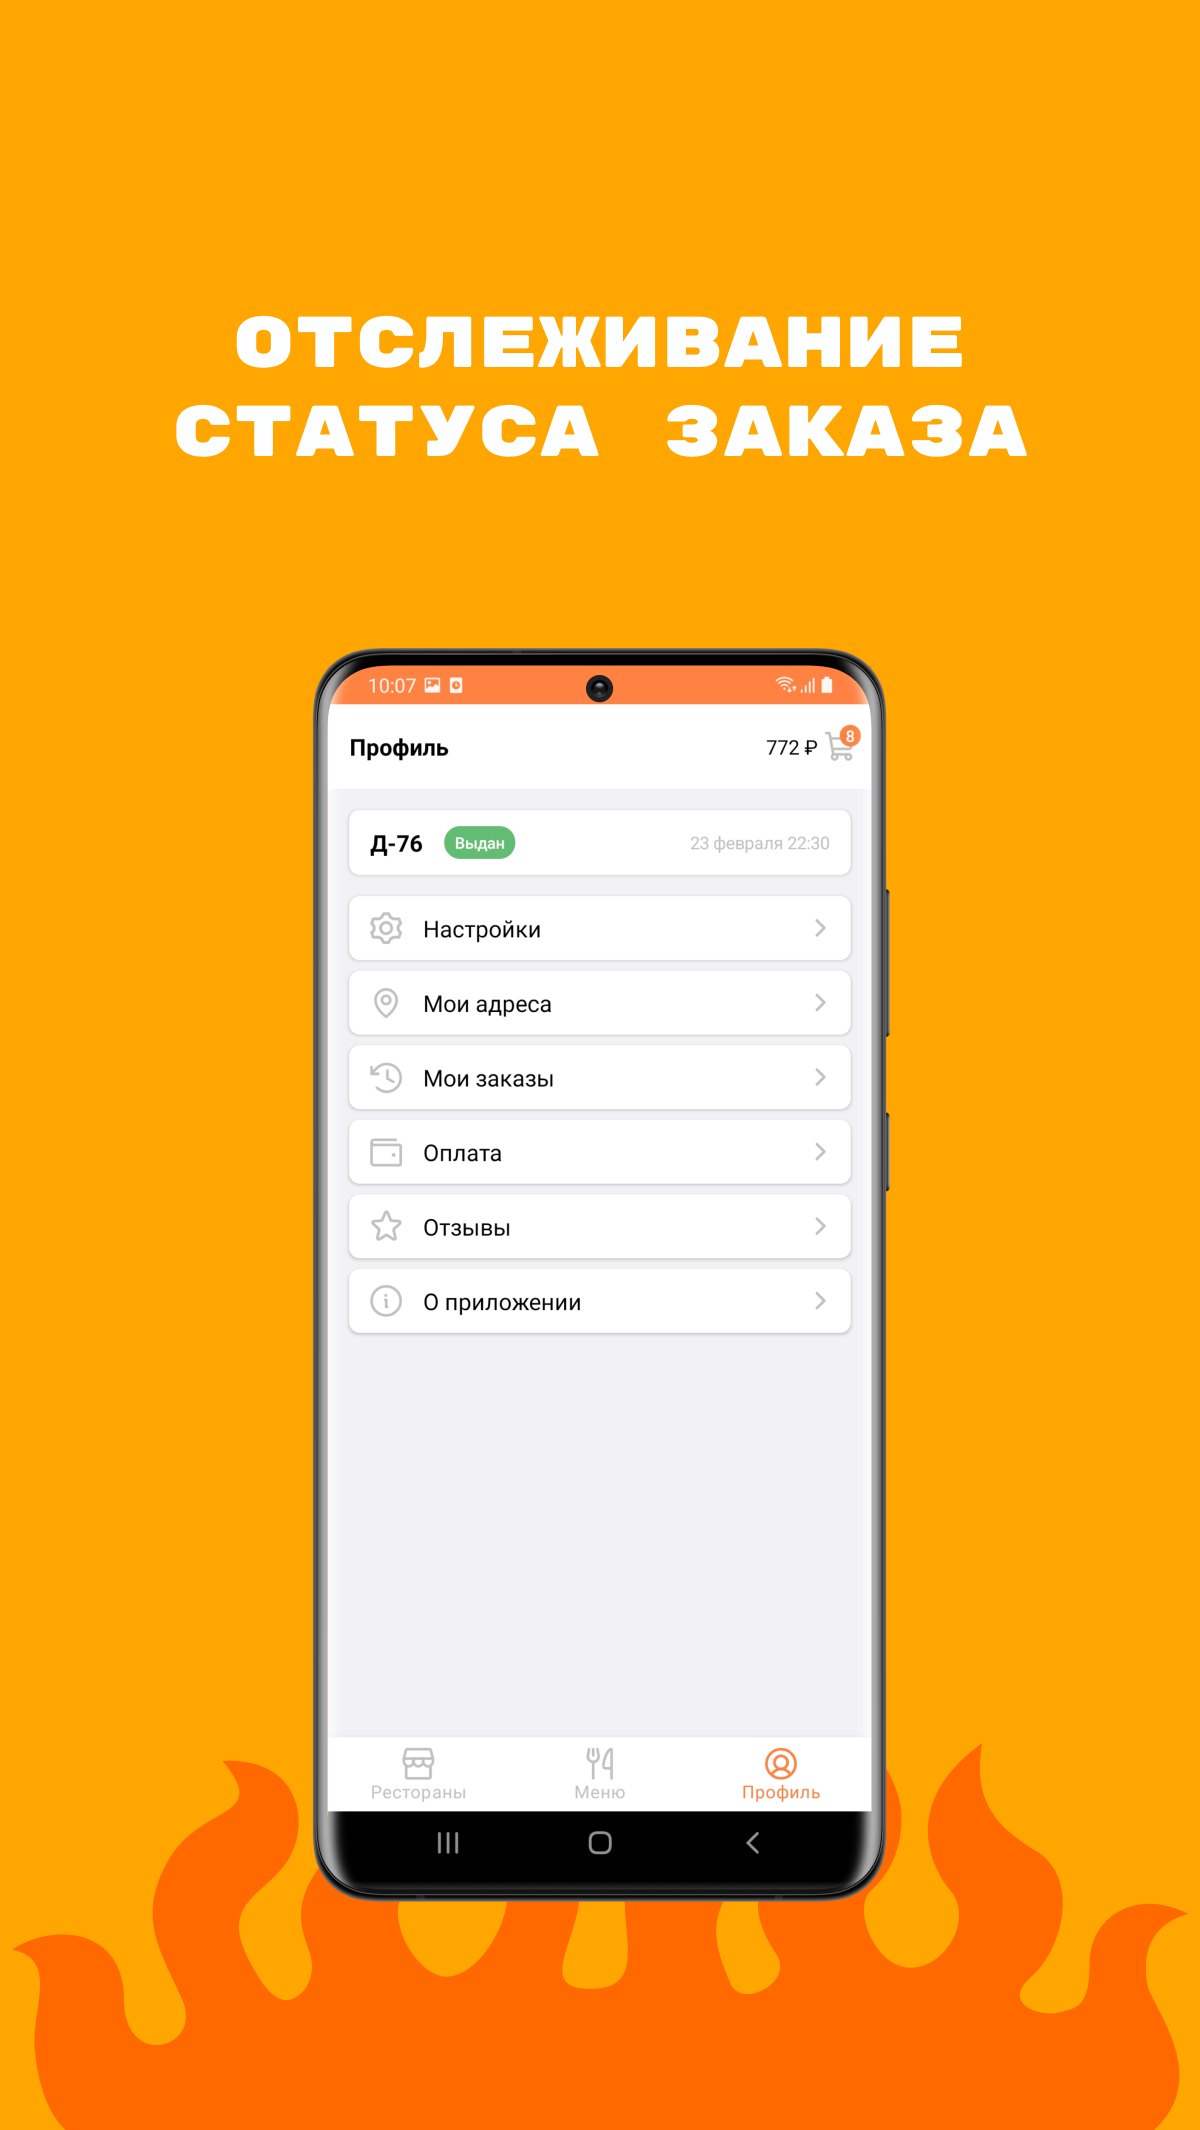 ОТСЛЕЖИВАНИЕ
СТАТУСА ЗАКАЗА
10:07
Профиль
772 ₽
8
Д-76
Выдан
23 февраля 22:30
Настройки
Мои адреса
Мои заказы
Оплата
Отзывы
О приложении
Рестораны
Меню
Профиль